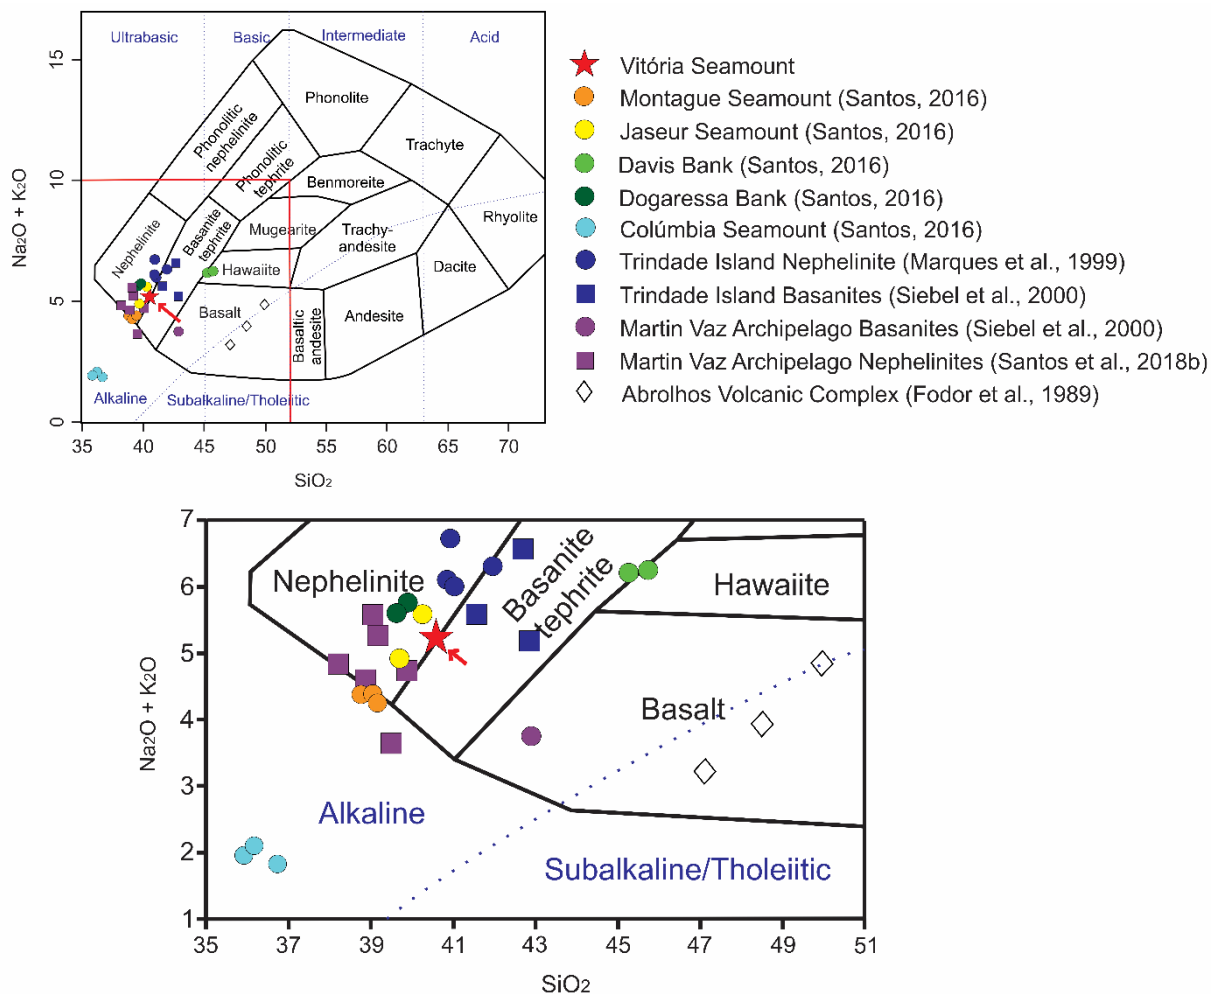 Ultrabasic
Basic
Intermediate
Acid
15
10
5
0
Na2O + K2O
Phonolite
Phonolitic
nephelinite
Trachyte
Phonolitic
tephrite
Benmoreite
Rhyolite
Nephelinite
Basanite
tephrite
Mugearite
Trachy-
andesite
Hawaiite
Dacite
Basalt
Basaltic
andesite
Andesite
Alkaline
Subalkaline/Tholeiitic
35 40 45 50 55 60 65 70
SiO2
Vitória Seamount
Montague Seamount (Santos, 2016)
Jaseur Seamount (Santos, 2016)
Davis Bank (Santos, 2016)
Dogaressa Bank (Santos, 2016)
Colúmbia Seamount (Santos, 2016)
Trindade Island Nephelinite (Marques et al., 1999)
Trindade Island Basanites (Siebel et al., 2000)
Martin Vaz Archipelago Basanites (Siebel et al., 2000)
Martin Vaz Archipelago Nephelinites (Santos et al., 2018b)
Abrolhos Volcanic Complex (Fodor et al., 1989)
7
6
5
4
3
2
1
Na2O + K2O
Nephelinite
Basanite
tephrite
Hawaiite
Basalt
Alkaline
Subalkaline/Tholeiitic
35 37 39 41 43 45 47 49 51
SiO2